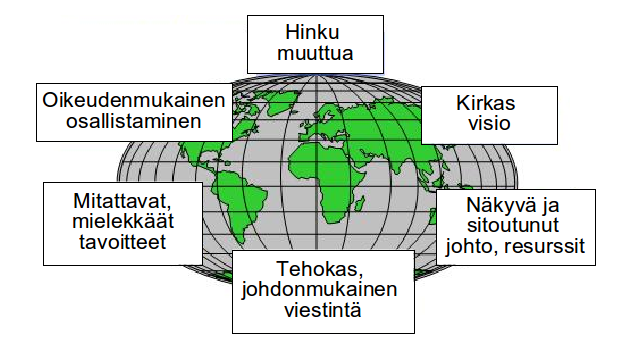 Hinku
muuttua
Oikeudenmukainen
osallistaminen
Kirkas
visio
Mitattavat,
mielekkäät
tavoitteet
Näkyvä ja
sitoutunut
johto, resurssit
Tehokas,
johdonmukainen
viestintä